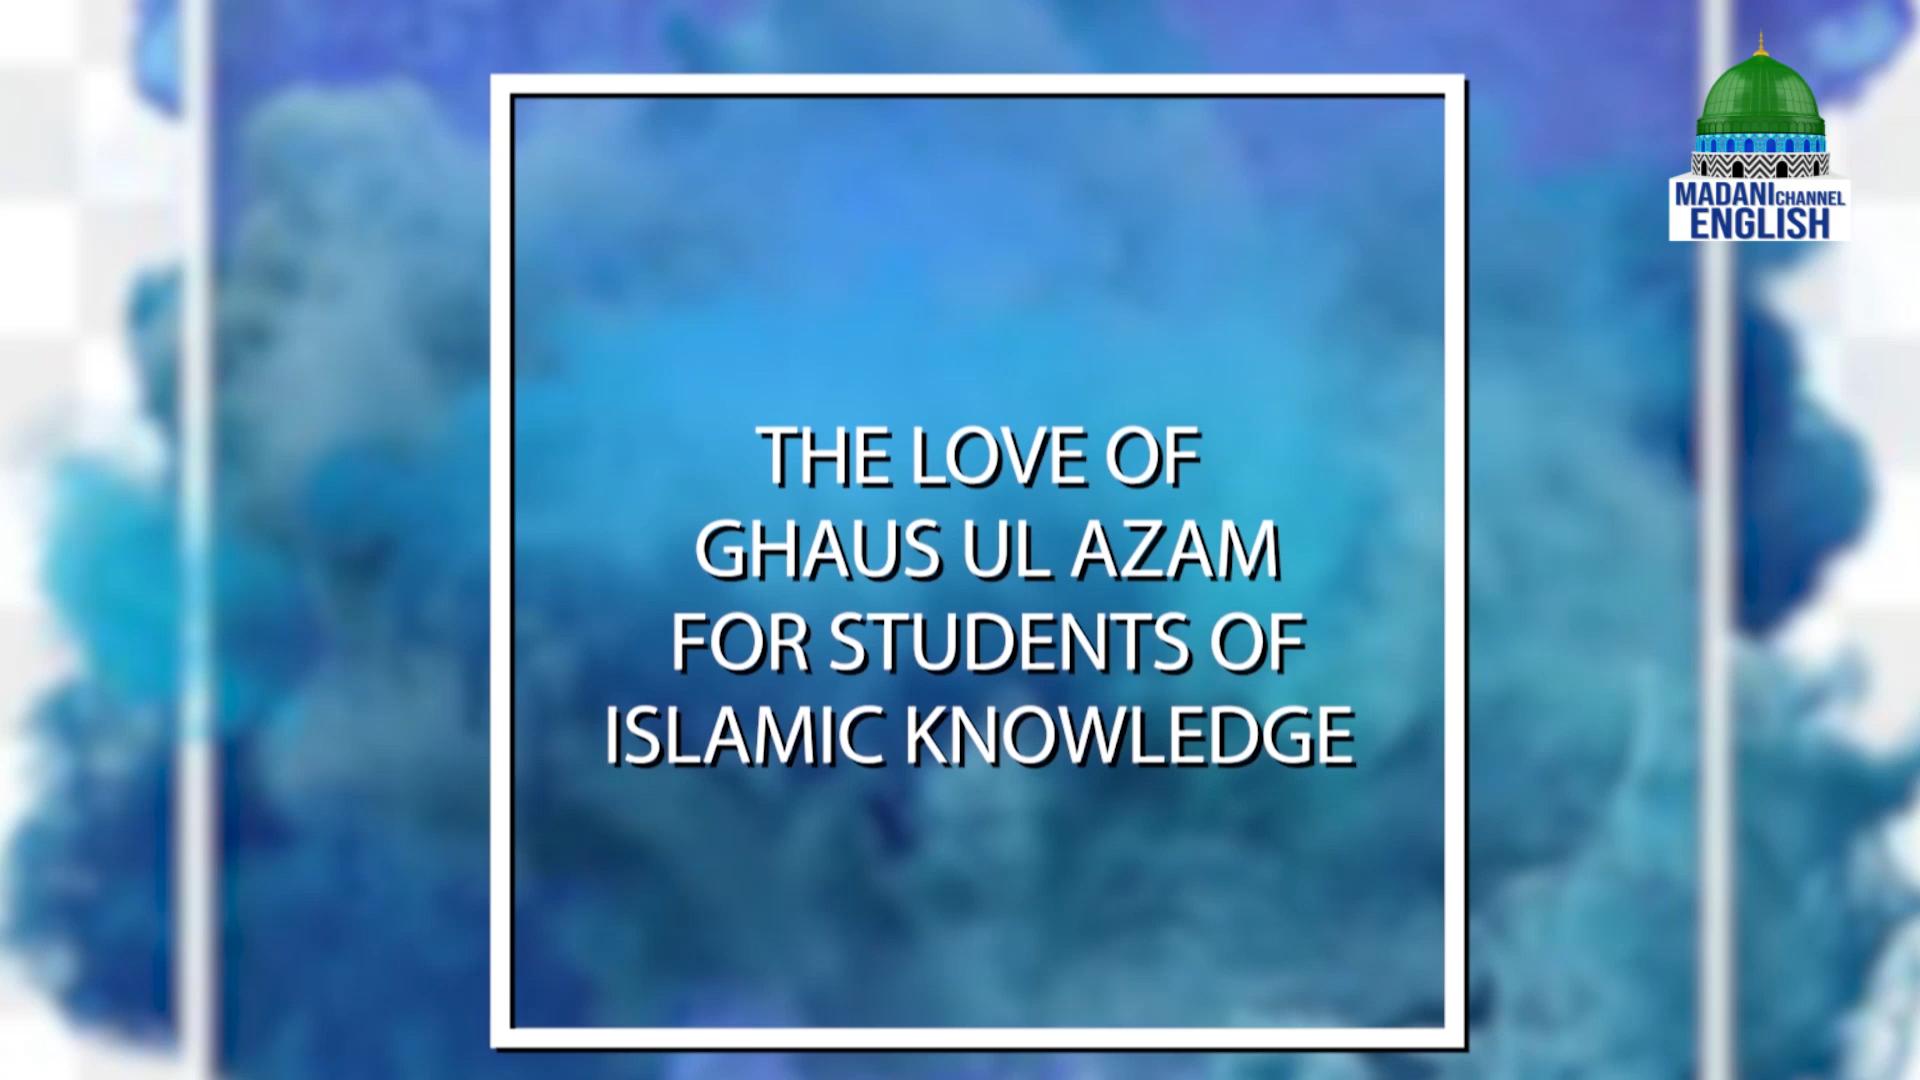 THE LOVE OF
GHAUS UL AZAM
FOR STUDENTS OF
ISLAMIC KNOWLEDGE
MADANI CHANNEL
ENGLISH